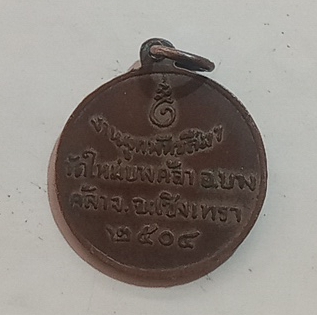 งานผูกพัทธสีมา
วัดใหม่บางคล้า อ.บาง
คล้า จ.ฉะเชิงเทรา
๒๕๐๔